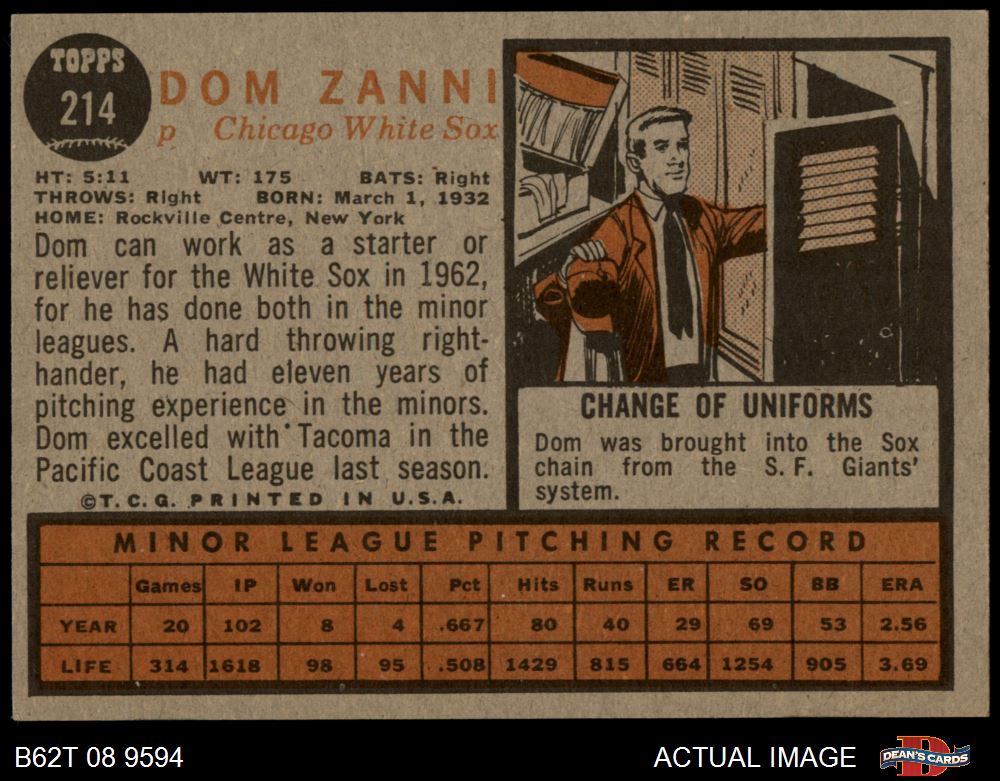 TOPPS
214
DOM ZANNI
p Chicago White Sox
HT: 5:11 WT: 175 BATS: Right
THROWS: Right BORN: March 1, 1932
HOME: Rockville Centre, New York
Dom can work as a starter or
reliever for the White Sox in 1962,
for he has done both in the minor
leagues. A hard throwing right-
hander, he had eleven years of
pitching experience in the minors.
Dom excelled with Tacoma in the
Pacific Coast League last season.
©T.C.G. PRINTED IN U.S.A.
CHANGE OF UNIFORMS
Dom was brought into the Sox
chain from the S.F. Giants'
system.
MINOR LEAGUE PITCHING RECORD
Games IP Won Lost Pct Hits Runs ER SO BB ERA
YEAR 20 102 8 4 .667 80 40 29 69 53 2.56
LIFE 314 1618 98 95 .508 1429 815 664 1254 905 3.69
B62T 08 9594 ACTUAL IMAGE DEAN'S CARDS